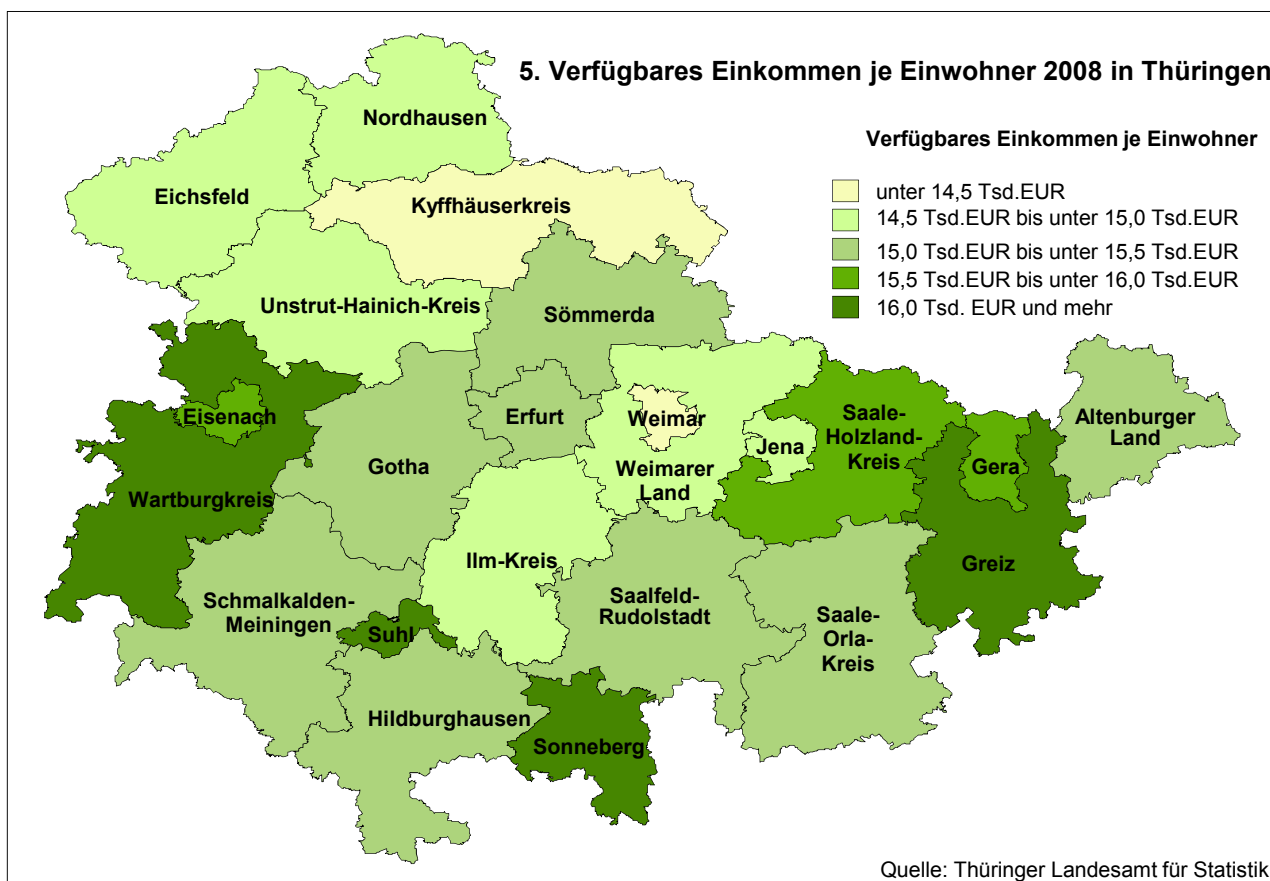 5. Verfügbares Einkommen je Einwohner 2008 in Thüringen
Verfügbares Einkommen je Einwohner
unter 14,5 Tsd.EUR
14,5 Tsd.EUR bis unter 15,0 Tsd.EUR
15,0 Tsd.EUR bis unter 15,5 Tsd.EUR
15,5 Tsd.EUR bis unter 16,0 Tsd.EUR
16,0 Tsd. EUR und mehr
Nordhausen
Eichsfeld
Kyffhäuserkreis
Unstrut-Hainich-Kreis
Sömmerda
Eisenach
Erfurt
Weimar
Saale-
Holzland-
Kreis
Altenburger
Land
Jena
Gotha
Weimarer
Land
Gera
Wartburgkreis
Ilm-Kreis
Greiz
Schmalkalden-
Meiningen
Saalfeld-
Rudolstadt
Suhl
Saale-
Orla-
Kreis
Hildburghausen
Sonneberg
Quelle: Thüringer Landesamt für Statistik